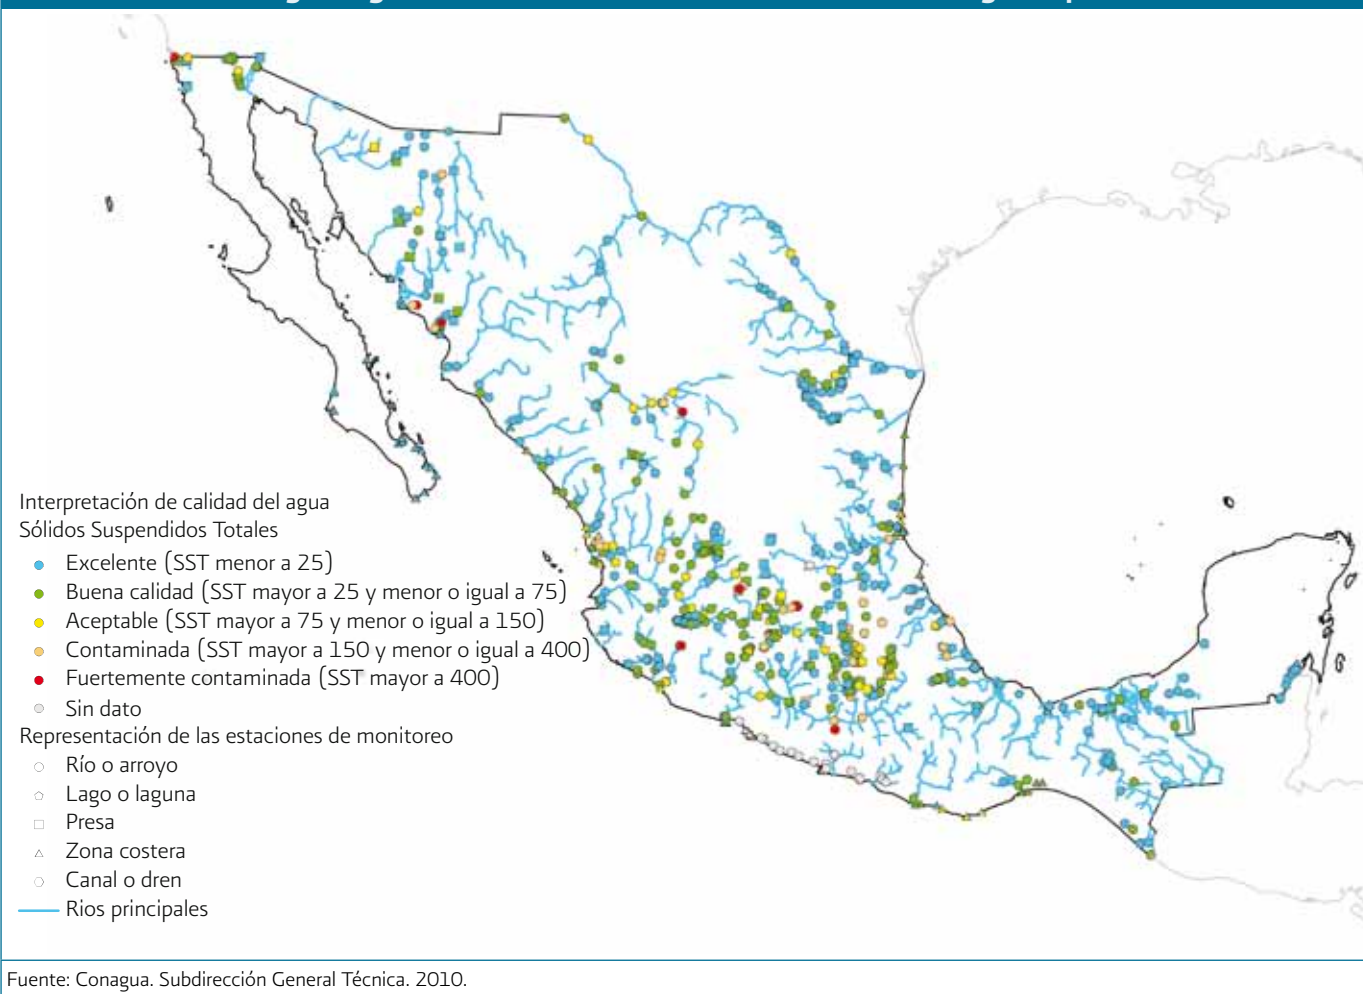 Interpretación de calidad del agua
Sólidos Suspendidos Totales
Excelente (SST menor a 25)
Buena calidad (SST mayor a 25 y menor o igual a 75)
Aceptable (SST mayor a 75 y menor o igual a 150)
Contaminada (SST mayor a 150 y menor o igual a 400)
Fuertemente contaminada (SST mayor a 400)
Sin dato
Representación de las estaciones de monitoreo
Río o arroyo
Lago o laguna
Presa
Zona costera
Canal o dren
Rios principales
Fuente: Conagua. Subdirección General Técnica. 2010.